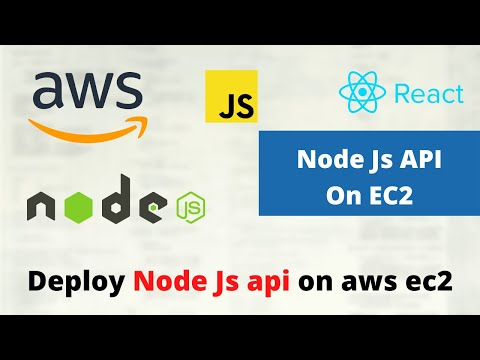 aws
JS
React
Node Js API
On EC2
node
JS
Deploy Node Js api on aws ec2